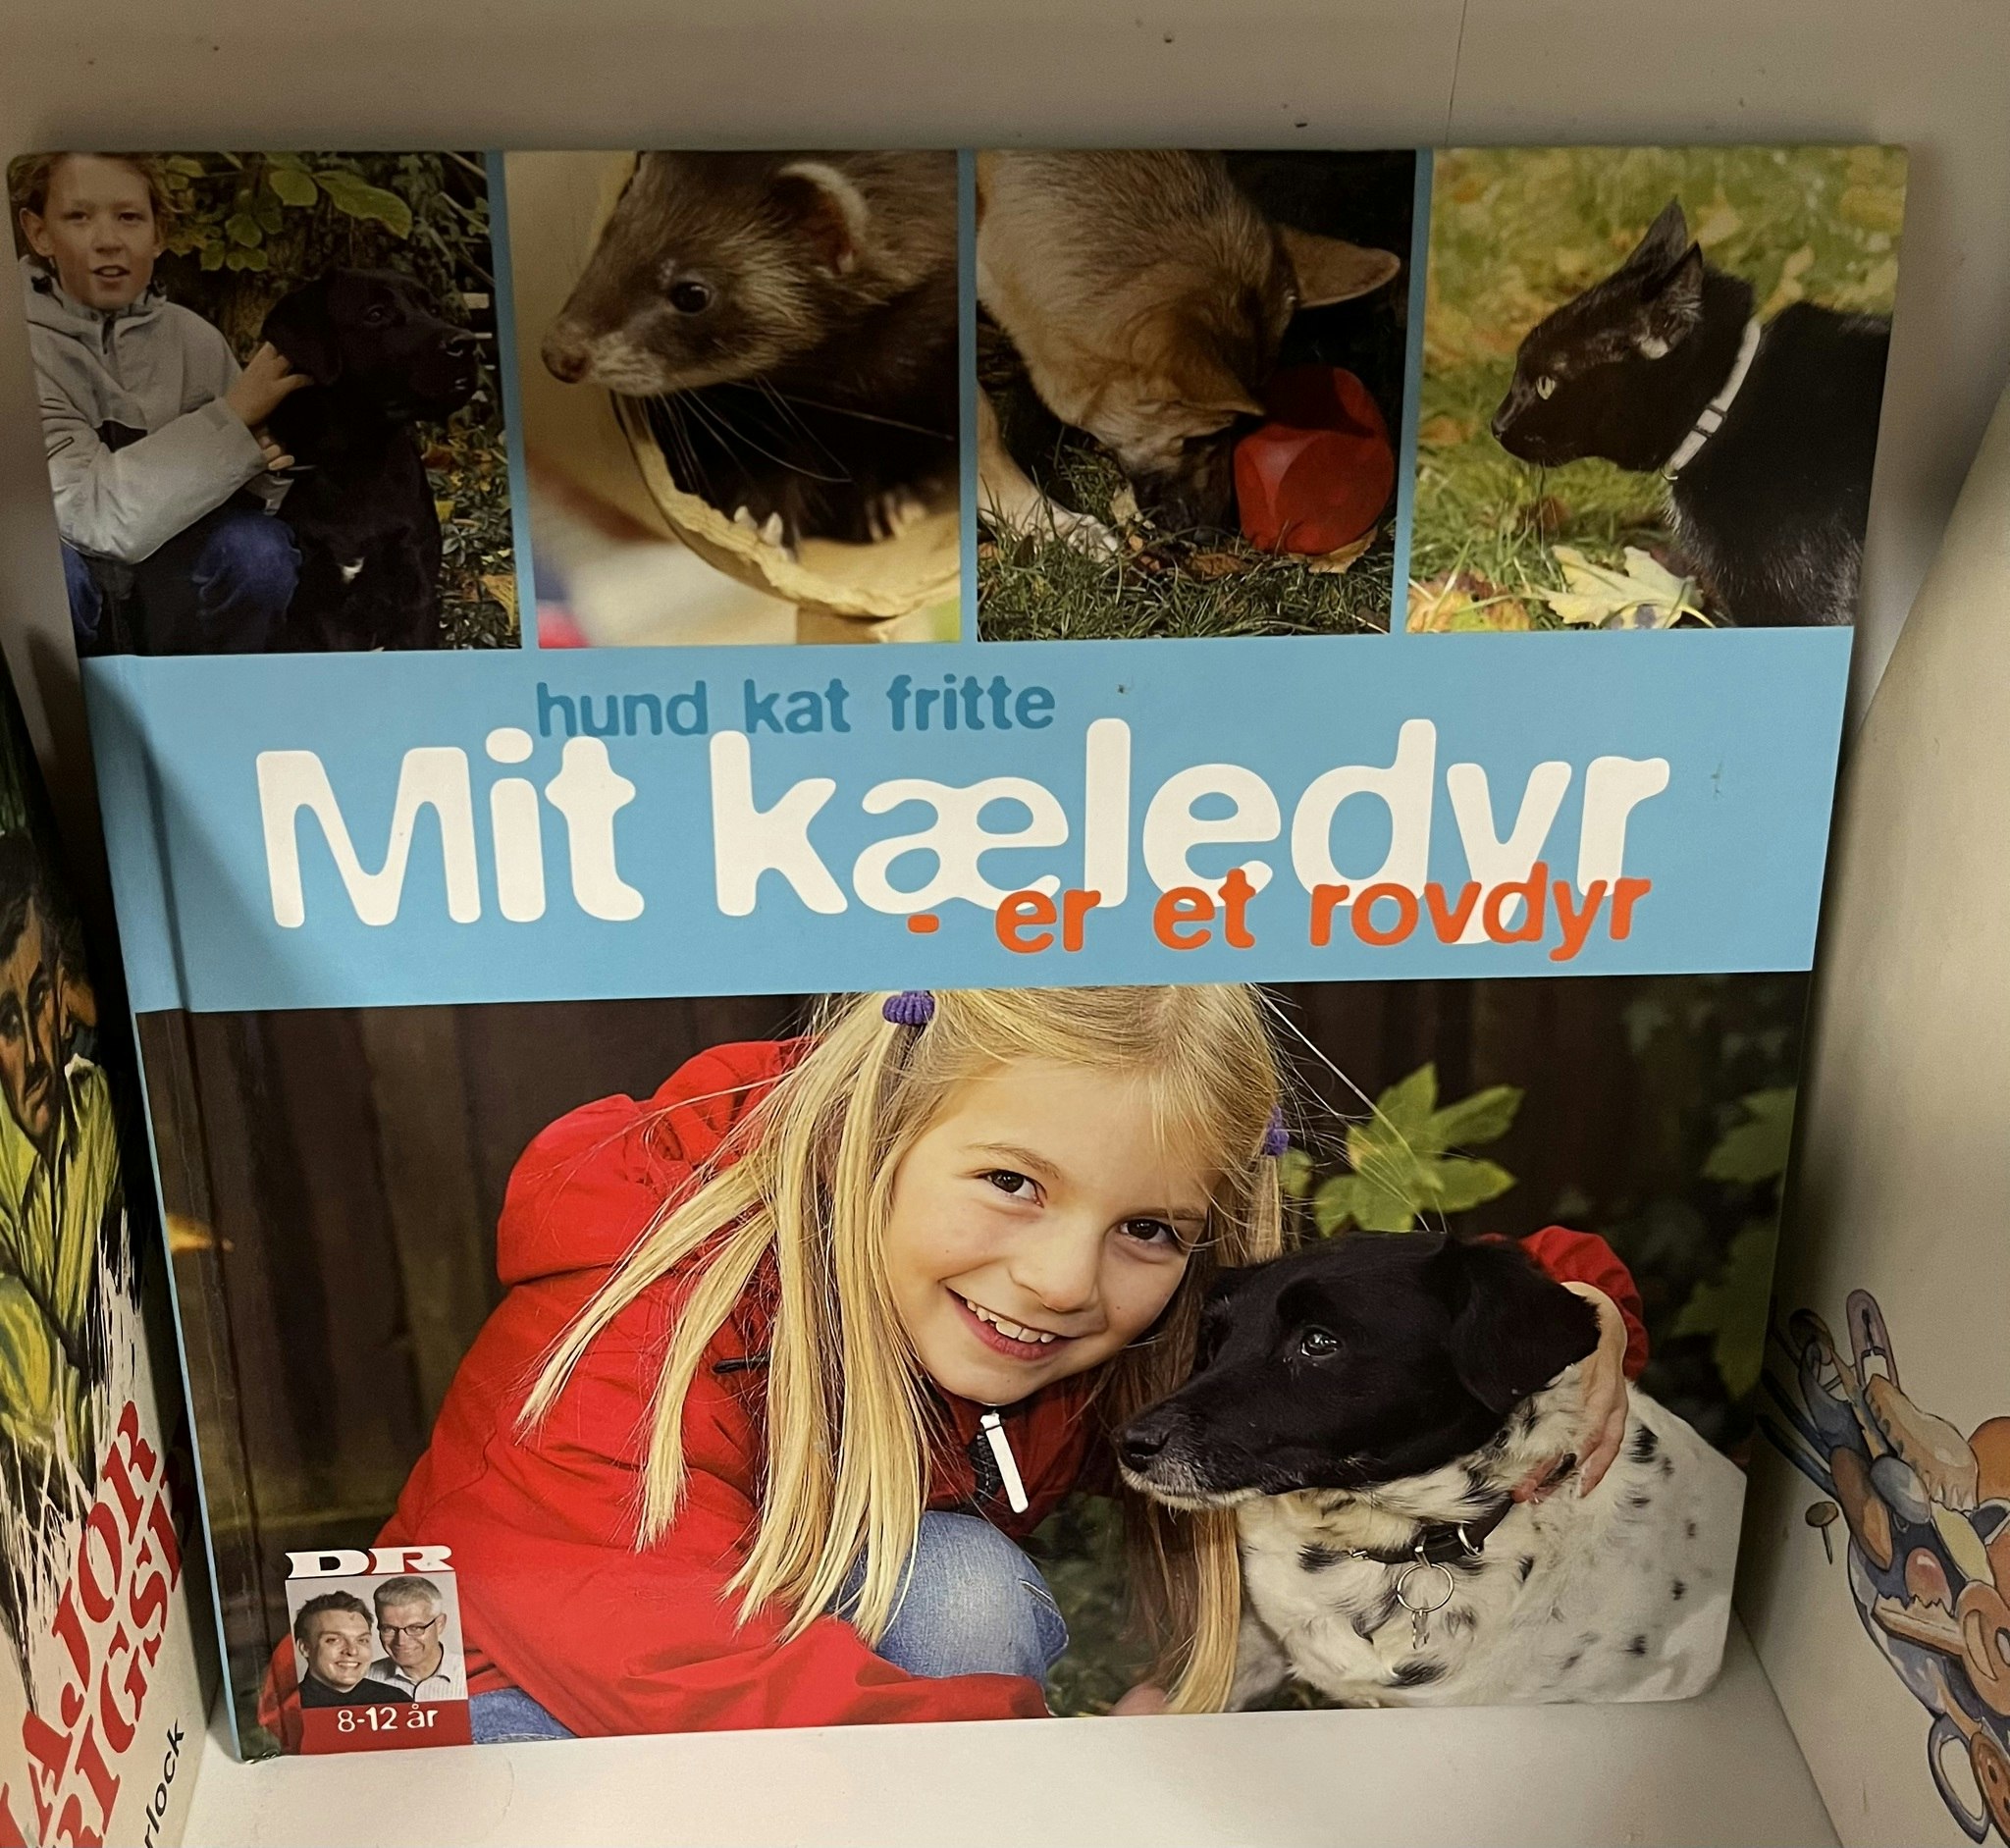 hund kat fritte
Mit kæledyr
- er et rovdyr
DR
8-12 år